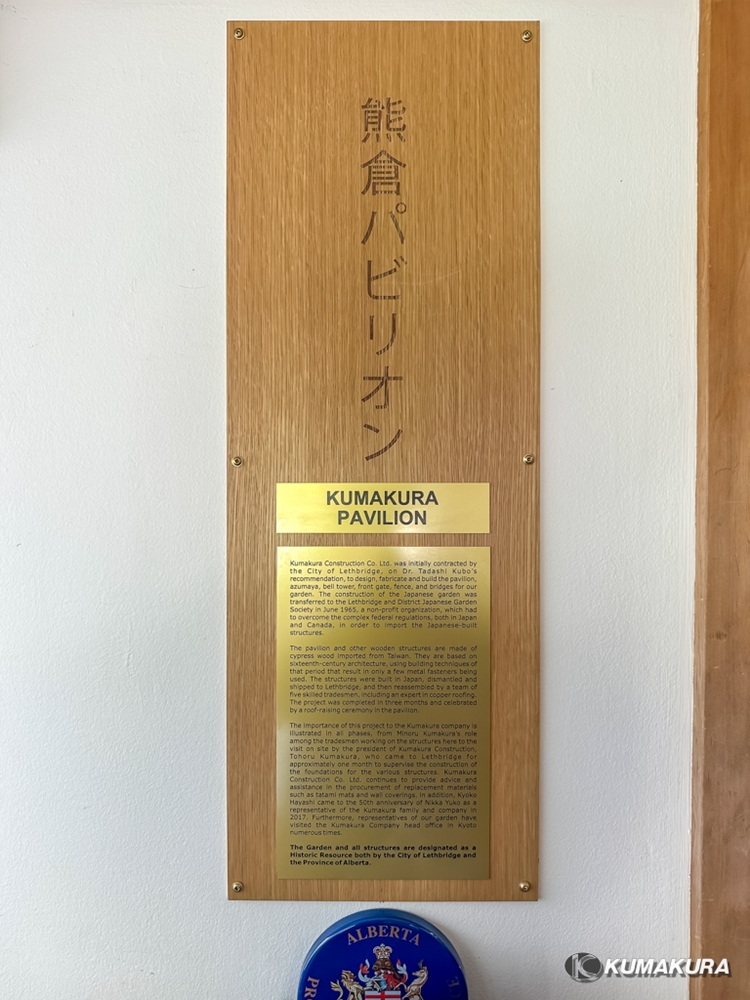 熊倉パビリオン
KUMAKURA
PAVILION
Kumakura Construction Co. Ltd. was initially contracted by
the City of Lethbridge, on Dr. Tadashi Kubo's
recommendation, to design, fabricate and build the pavilion,
azumaya, bell tower, front gate, fence, and bridges for our
garden. The construction of the Japanese garden was
transferred to the Lethbridge and District Japanese Garden
Society in June 1965, a non-profit organization, which had
to overcome the complex federal regulations, both in Japan
and Canada, in order to import the Japanese-built
structures.
The pavilion and other wooden structures are made of
cypress wood imported from Taiwan. They are based on
sixteenth-century architecture, using building techniques of
that period that result in only a few metal fasteners being
used. The structures were built in Japan, dismantled and
shipped to Lethbridge, and then reassembled by a team of
five skilled tradesmen, including an expert in copper roofing.
The project was completed in three months and celebrated
by a roof-raising ceremony in the pavilion.
The importance of this project to the Kumakura company is
illustrated in all phases, from Minoru Kumakura's role
among the tradesmen working on the structures here to the
visit on site by the president of Kumakura Construction,
Tohoru Kumakura, who came to Lethbridge for
approximately one month to supervise the construction of
the foundations for the various structures. Kumakura
Construction Co. Ltd. continues to provide advice and
assistance in the procurement of replacement materials
such as tatami mats and wall coverings. In addition, Kyoko
Hayashi came to the 50th anniversary of Nikka Yuko as a
representative of the Kumakura family and company in
2017. Furthermore, representatives of our garden have
visited the Kumakura Company head office in Kyoto
numerous times.
The Garden and all structures are designated as a
Historic Resource both by the City of Lethbridge and
the Province of Alberta.
ALBERTA
KUMAKURA